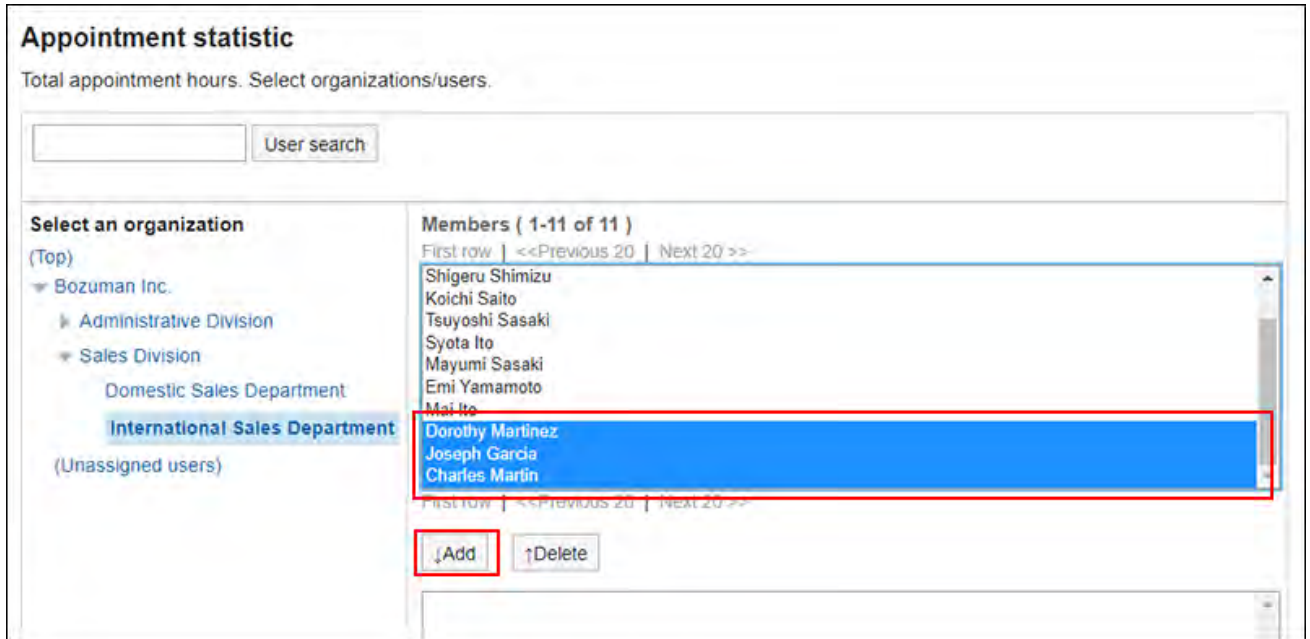 Appointment statistic
Total appointment hours. Select organizations/users.
User search
Select an organization
(Top)
Bozuman Inc.
Administrative Division
Sales Division
Domestic Sales Department
International Sales Department
(Unassigned users)
Members ( 1-11 of 11 )
First row | <<Previous 20 | Next 20 >>
Shigeru Shimizu
Koichi Saito
Tsuyoshi Sasaki
Syota Ito
Mayumi Sasaki
Emi Yamamoto
Mai Ito
Dorothy Martinez
Joseph Garcia
Charles Martin
First row | <<Previous 20 | Next 20 >>
↓Add
↑Delete